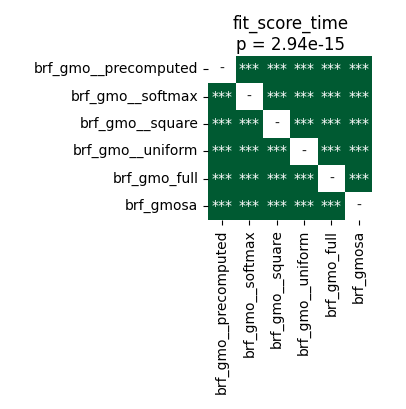 fit_score_time
p = 2.94e-15
brf_gmo__precomputed - *** *** *** *** ***
brf_gmo__softmax *** - *** *** *** ***
brf_gmo__square *** *** - *** *** ***
brf_gmo__uniform *** *** *** - *** ***
brf_gmo_full *** *** *** *** - ***
brf_gmosa *** *** *** *** *** -
brf_gmo__precomputed
brf_gmo__softmax
brf_gmo__square
brf_gmo__uniform
brf_gmo_full
brf_gmosa